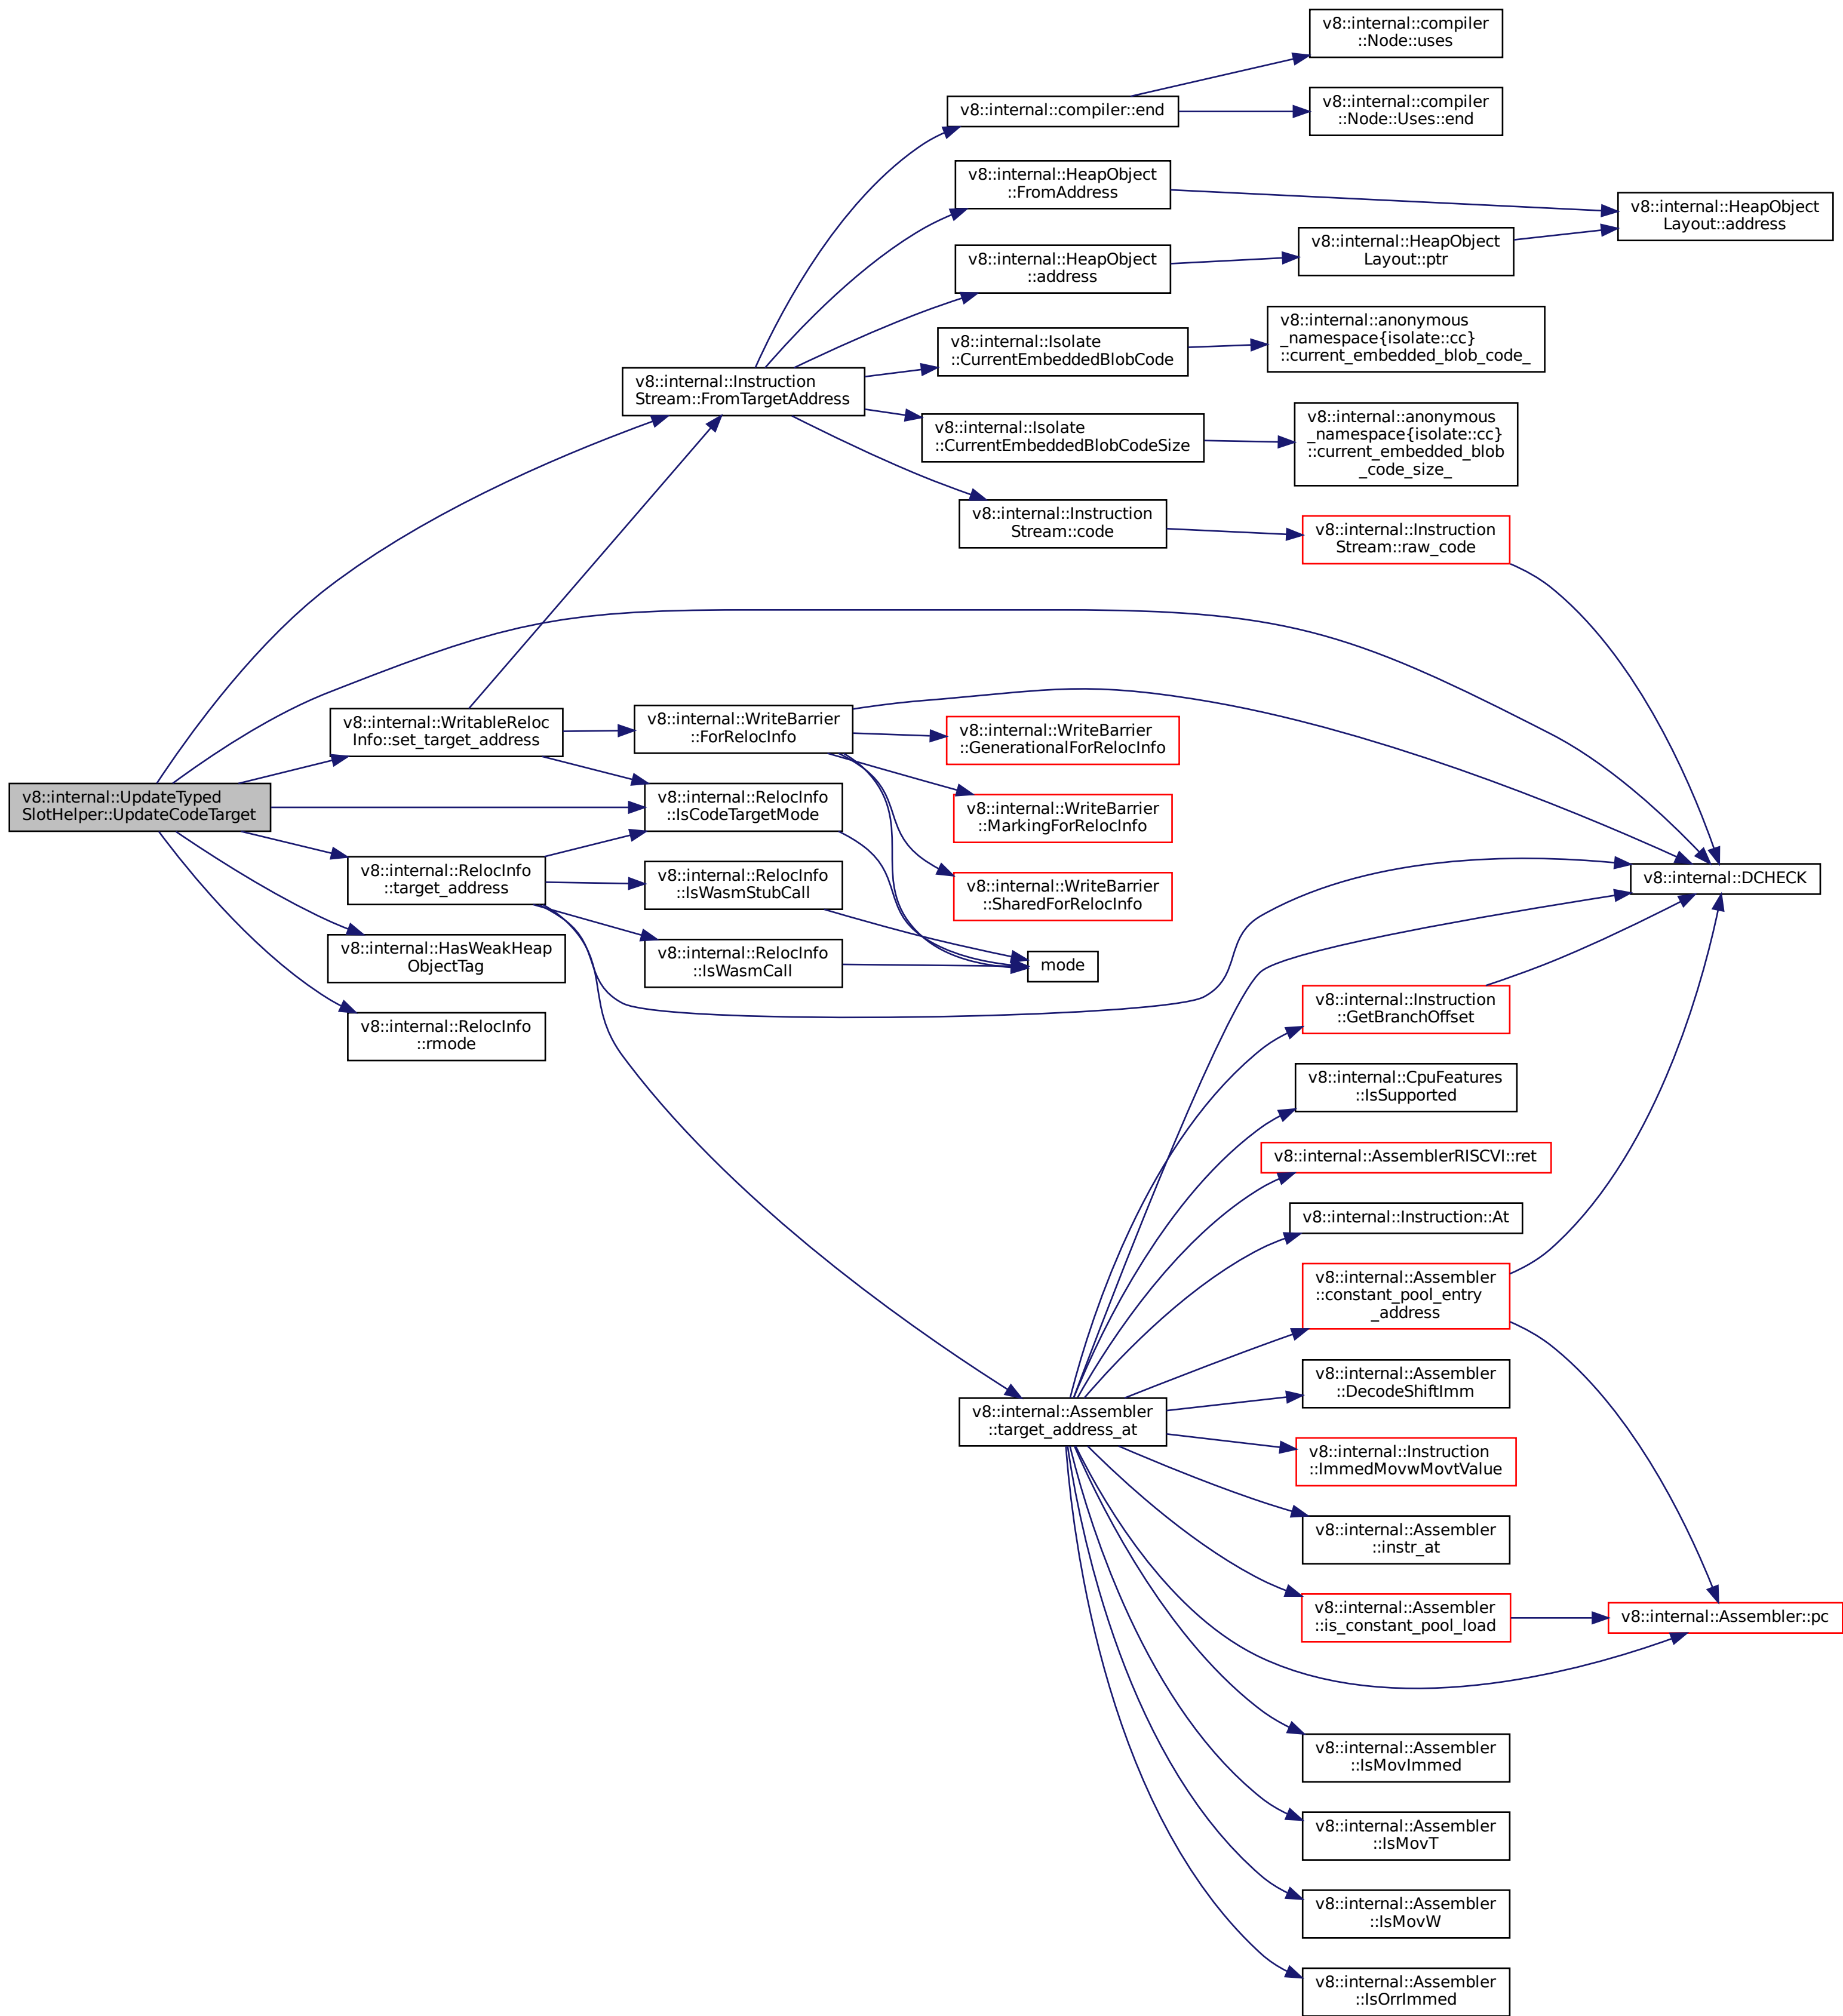 v8::internal::compiler
::Node::uses
v8::internal::compiler::end
v8::internal::compiler
::Node::Uses::end
v8::internal::HeapObject
::FromAddress
v8::internal::HeapObject
Layout::address
v8::internal::HeapObject
::address
v8::internal::HeapObject
Layout::ptr
v8::internal::Isolate
::CurrentEmbeddedBlobCode
v8::internal::anonymous
_namespace{isolate::cc}
::current_embedded_blob_code_
v8::internal::Instruction
Stream::FromTargetAddress
v8::internal::Isolate
::CurrentEmbeddedBlobCodeSize
v8::internal::anonymous
_namespace{isolate::cc}
::current_embedded_blob
_code_size_
v8::internal::Instruction
Stream::code
v8::internal::Instruction
Stream::raw_code
v8::internal::WritableReloc
Info::set_target_address
v8::internal::WriteBarrier
::ForRelocInfo
v8::internal::WriteBarrier
::GenerationalForRelocInfo
v8::internal::UpdateTyped
SlotHelper::UpdateCodeTarget
v8::internal::RelocInfo
::IsCodeTargetMode
v8::internal::WriteBarrier
::MarkingForRelocInfo
v8::internal::RelocInfo
::target_address
v8::internal::RelocInfo
::IsWasmStubCall
v8::internal::WriteBarrier
::SharedForRelocInfo
v8::internal::DCHECK
v8::internal::HasWeakHeap
ObjectTag
v8::internal::RelocInfo
::IsWasmCall
mode
v8::internal::RelocInfo
::rmode
v8::internal::Instruction
::GetBranchOffset
v8::internal::CpuFeatures
::IsSupported
v8::internal::AssemblerRISCVI::ret
v8::internal::Instruction::At
v8::internal::Assembler
::constant_pool_entry
_address
v8::internal::Assembler
::DecodeShiftImm
v8::internal::Assembler
::target_address_at
v8::internal::Instruction
::ImmedMovwMovtValue
v8::internal::Assembler
::instr_at
v8::internal::Assembler
::is_constant_pool_load
v8::internal::Assembler::pc
v8::internal::Assembler
::IsMovImmed
v8::internal::Assembler
::IsMovT
v8::internal::Assembler
::IsMovW
v8::internal::Assembler
::IsOrrImmed